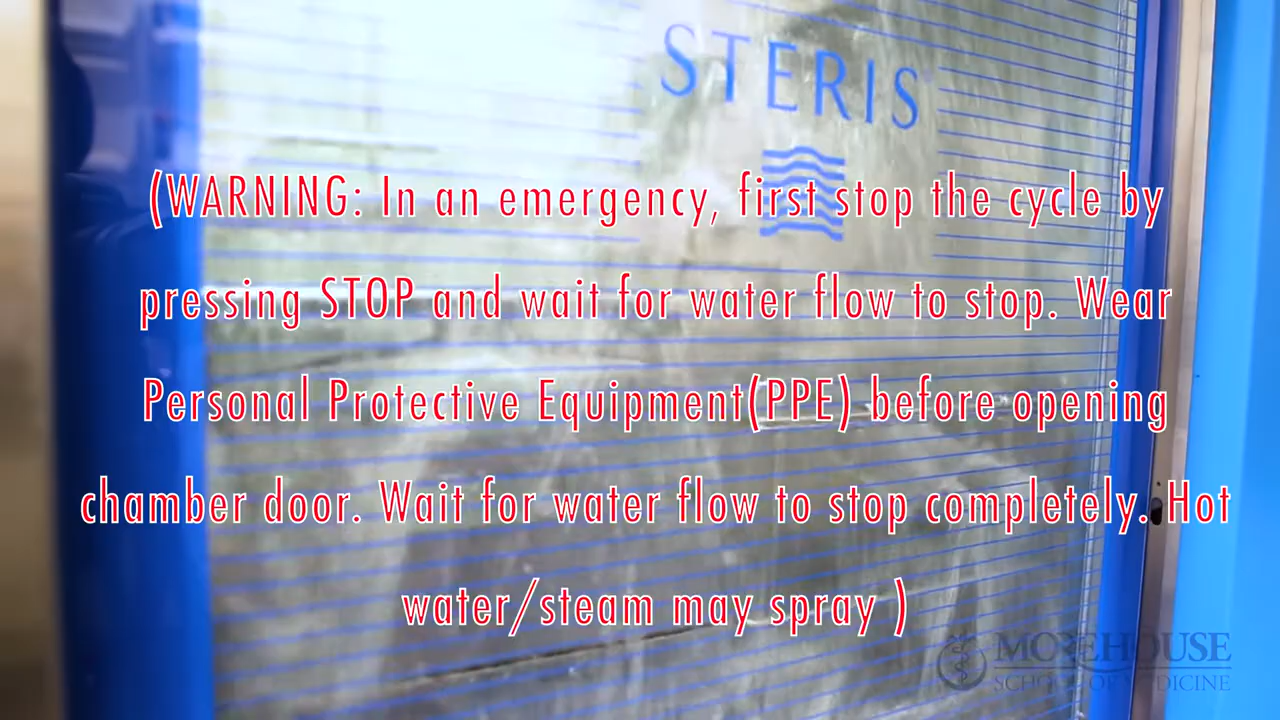 STERIS
(WARNING: In an emergency, first stop the cycle by
pressing STOP and wait for water flow to stop. Wear
Personal Protective Equipment(PPE) before opening
chamber door. Wait for water flow to stop completely. Hot
water/steam may spray )
MOREHOUSE
SCHOOL OF MEDICINE